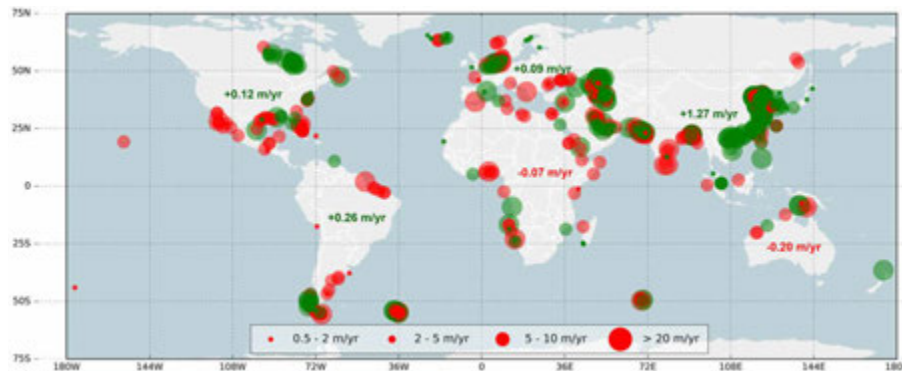 75N
50N
+0.09 m/yr
+0.12 m/yr
+1.27 m/yr
25N
-0.07 m/yr
0
+0.26 m/yr
25S
-0.20 m/yr
50S
0.5 - 2 m/yr 2 - 5 m/yr 5 - 10 m/yr > 20 m/yr
75S
180W 144W 108W 72W 36W 0 36E 72E 108E 144E 180